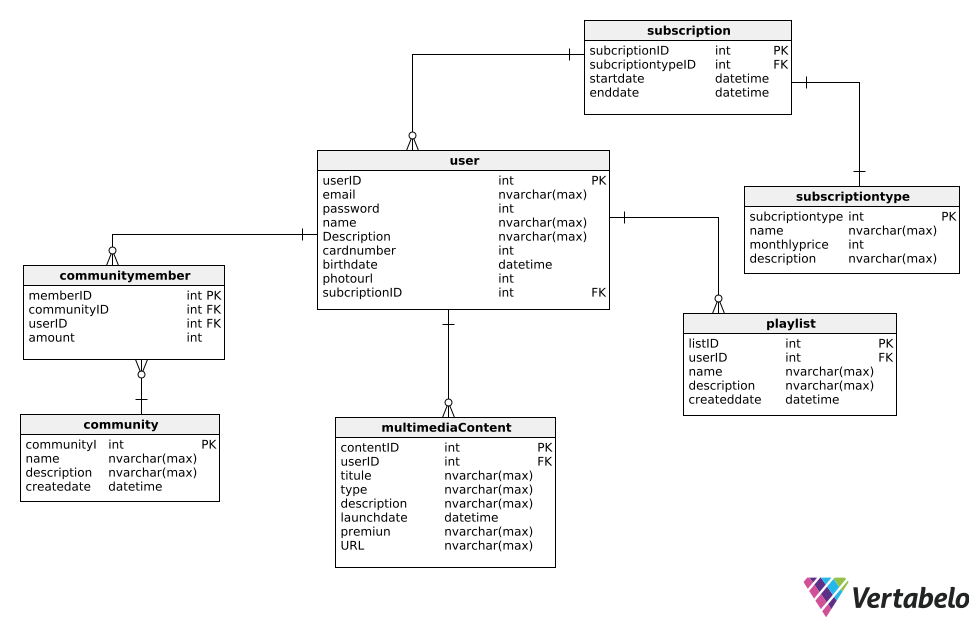 subscription
subcriptionID int PK
subcriptiontypeID int FK
startdate datetime
enddate datetime
user
userID int PK
email nvarchar(max)
password int
name nvarchar(max)
Description nvarchar(max)
cardnumber int
birthdate datetime
photourl int
subcriptionID int FK
subscriptiontype
subcriptiontype int PK
name nvarchar(max)
monthlyprice int
description nvarchar(max)
communitymember
memberID int PK
communityID int FK
userID int FK
amount int
playlist
listID int PK
userID int FK
name nvarchar(max)
description nvarchar(max)
createddate datetime
community
communityI int PK
name nvarchar(max)
description nvarchar(max)
createdate datetime
multimediaContent
contentID int PK
userID int FK
titule nvarchar(max)
type nvarchar(max)
description nvarchar(max)
launchdate datetime
premiun nvarchar(max)
URL nvarchar(max)
Vertabelo